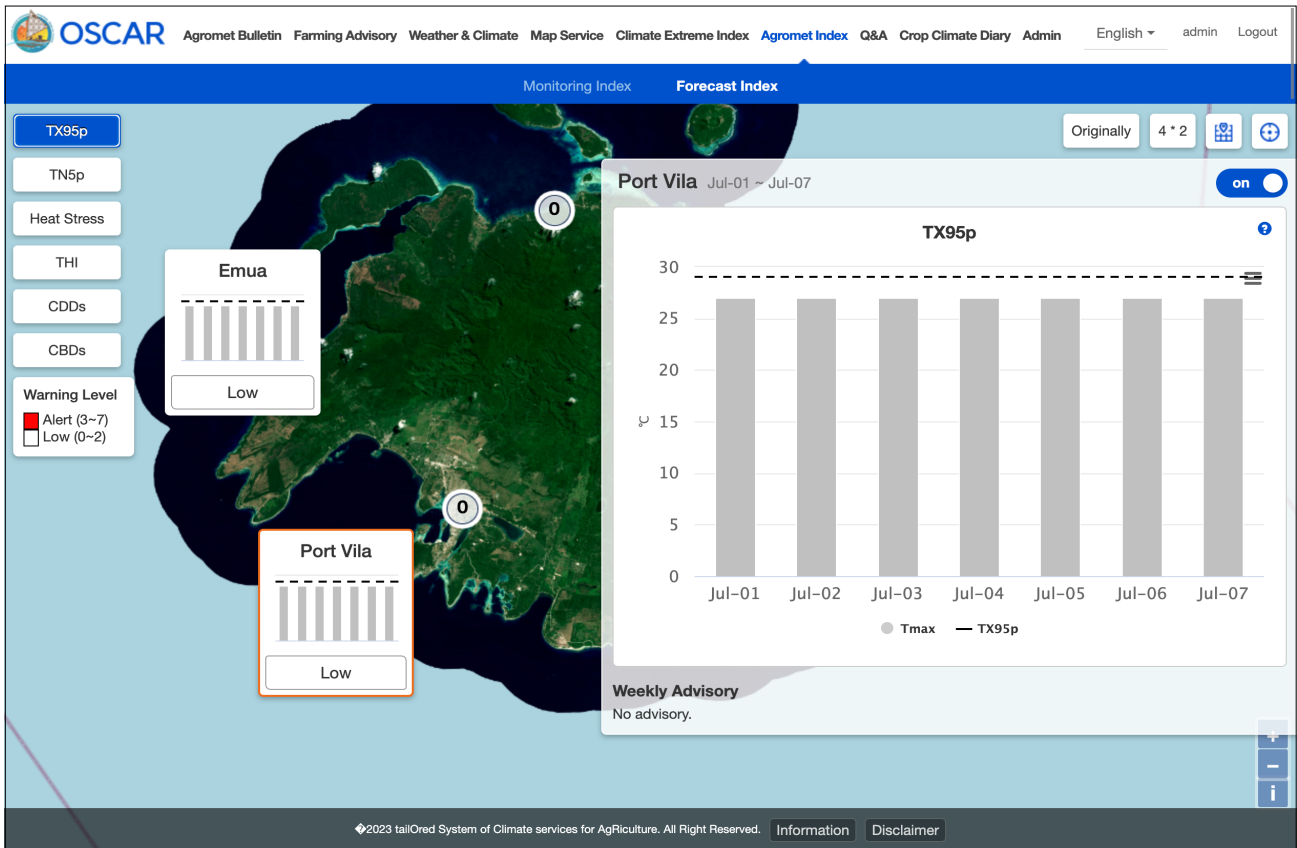 OSCAR Agromet Bulletin Farming Advisory Weather & Climate Map Service Climate Extreme Index Agromet Index Q&A Crop Climate Diary Admin English admin Logout
Monitoring Index Forecast Index
TX95p
TN5p
Heat Stress
THI
CDDs
CBDs
Warning Level
Alert (3~7)
Low (0~2)
Originally 4 * 2
0
Emua
Low
0
Port Vila
Low
Port Vila Jul-01 ~ Jul-07
on
TX95p
?
30
25
20
15
10
5
0
℃
Jul-01 Jul-02 Jul-03 Jul-04 Jul-05 Jul-06 Jul-07
Tmax TX95p
Weekly Advisory
No advisory.
+
−
i
�2023 tailOred System of Climate services for AgRiculture. All Right Reserved. Information Disclaimer